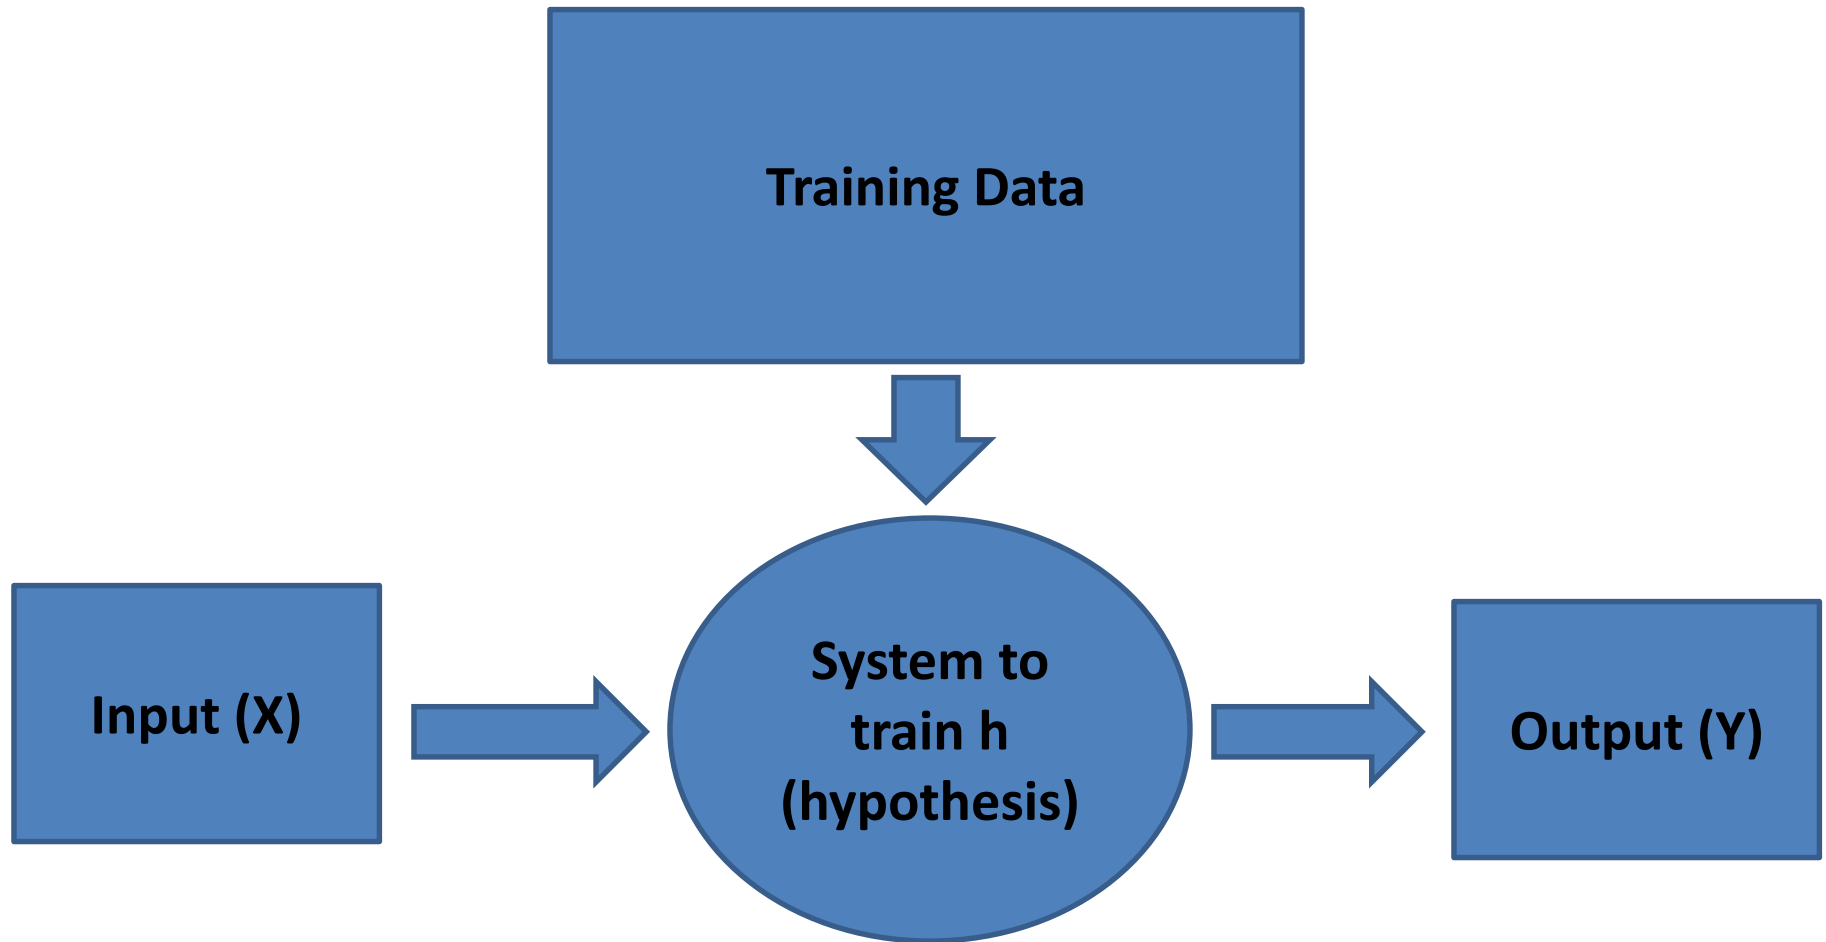 Training Data
Input (X)
System to
train h
(hypothesis)
Output (Y)